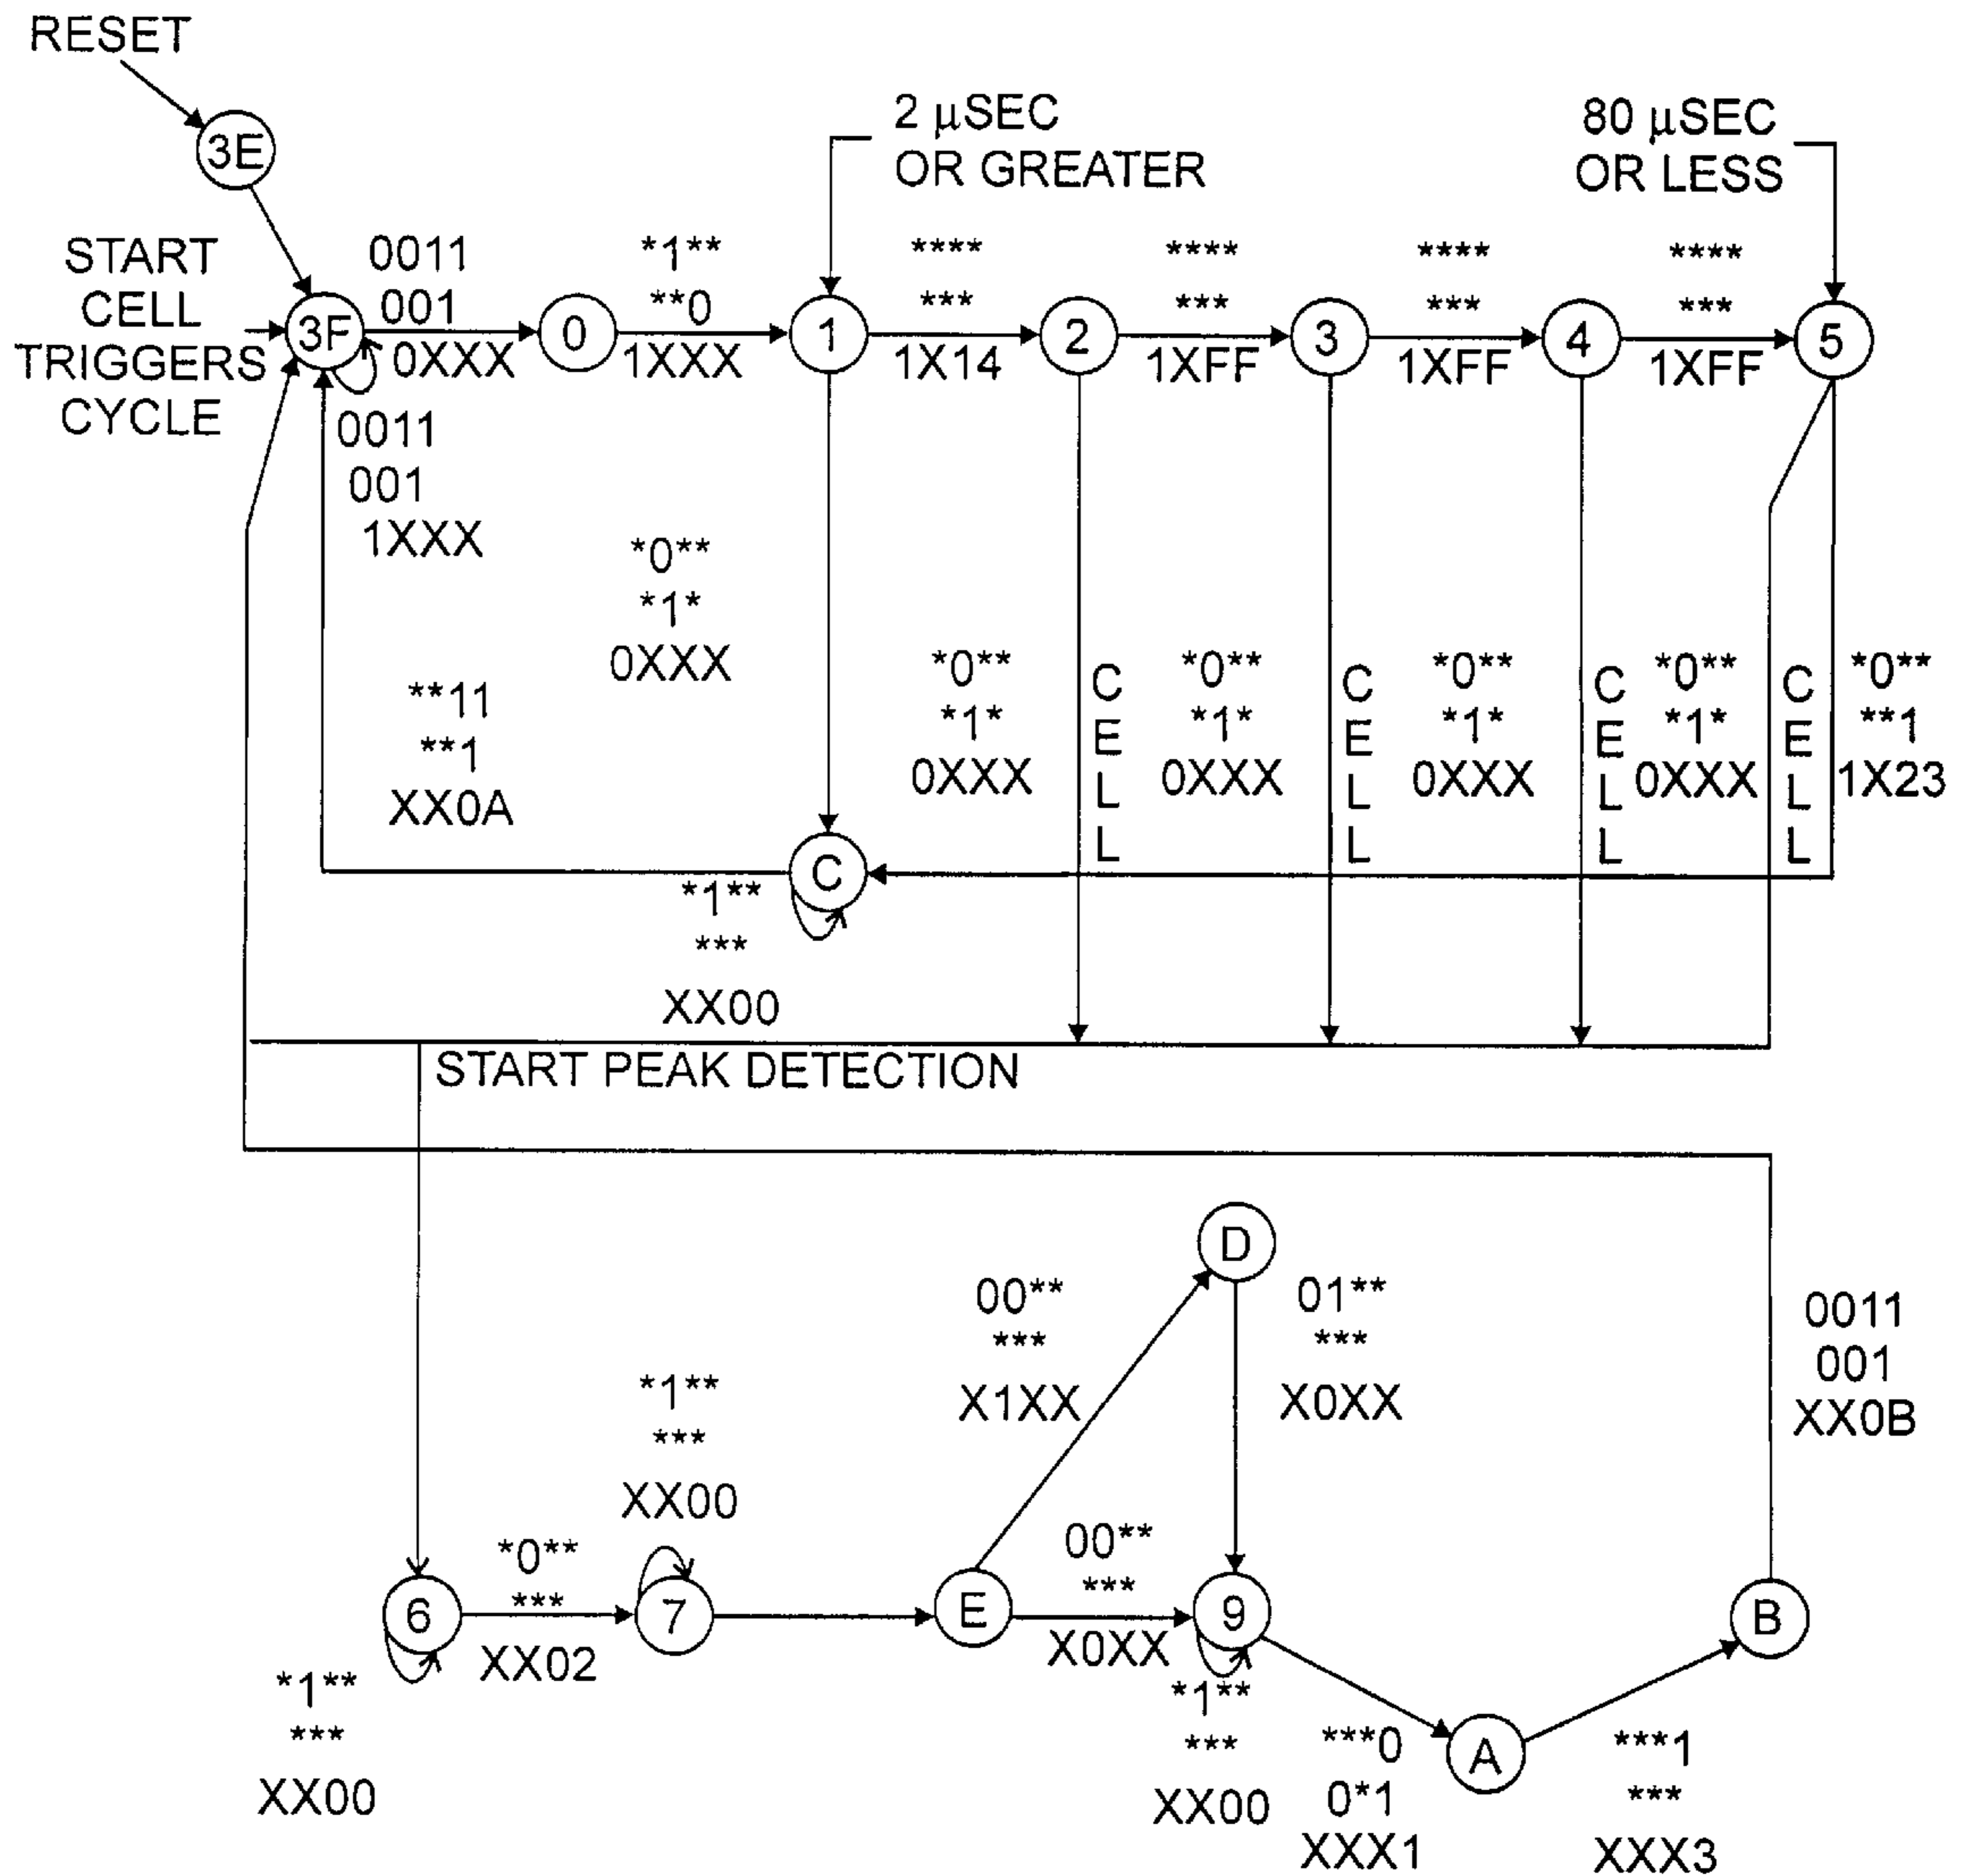 RESET
3E
2 μSEC
OR GREATER
80 μSEC
OR LESS
START
CELL
TRIGGERS
CYCLE
3F
0011
001
0XXX
0011
001
1XXX
0
*1**
**0
1XXX
1
****
***
1X14
2
****
***
1XFF
3
****
***
1XFF
4
****
***
1XFF
5
*0**
*1*
0XXX
*0**
*1*
0XXX
CELL
*0**
*1*
0XXX
CELL
*0**
*1*
0XXX
CELL
*0**
*1*
0XXX
CELL
*0**
**1
1X23
**11
**1
XX0A
C
*1**
***
XX00
START PEAK DETECTION
6
*1**
***
XX00
*0**
***
XX02
7
*1**
***
XX00
E
00**
***
X1XX
D
01**
***
X0XX
00**
***
X0XX
9
*1**
***
XX00
***0
0*1
XXX1
A
***1
***
XXX3
B
0011
001
XX0B